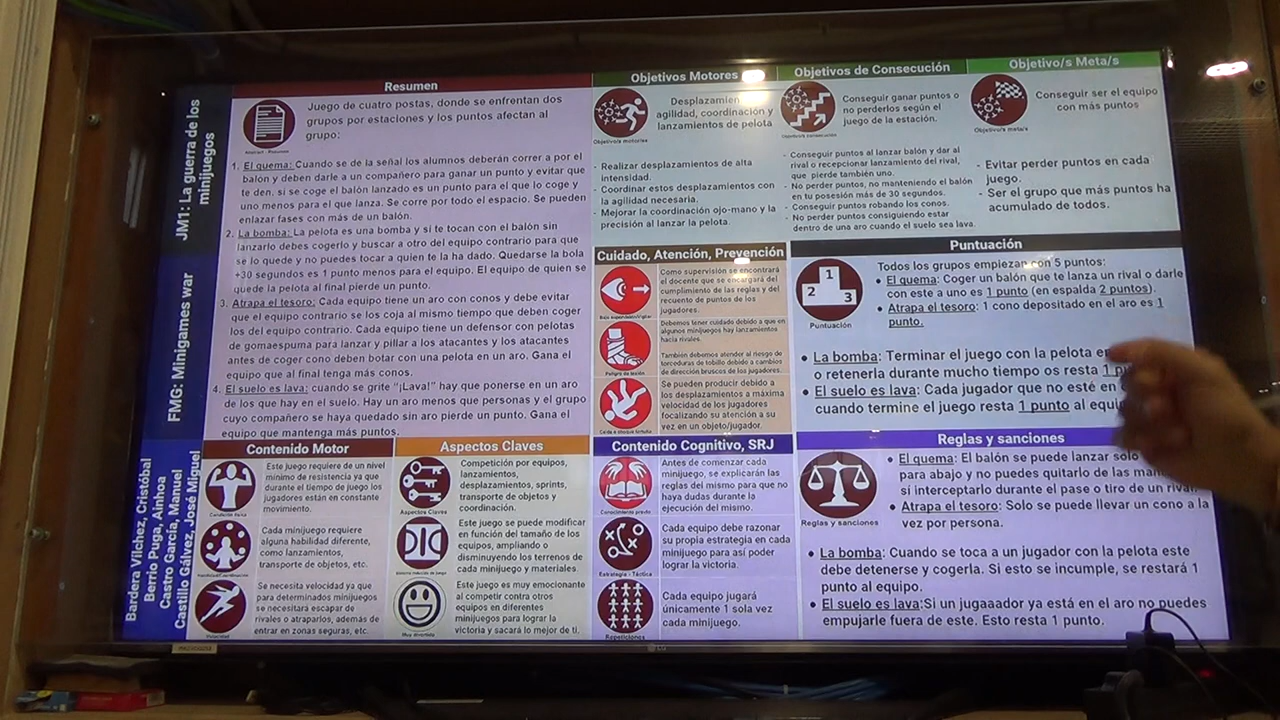 JM1: La guerra de los
minijuegos
FMG: Minigames war
Bardera Vílchez, Cristóbal
Berrio Puga, Ainhoa
Castro García, Manuel
Castillo Gálvez, José Miguel
Resumen
Juego de cuatro postas, donde se enfrentan dos
grupos por estaciones y los puntos afectan al
grupo:
1. El quema: Cuando se de la señal los alumnos deberán correr a por el
balón y deben darle a un compañero para ganar un punto y evitar que
te den, si se coge el balón lanzado es un punto para el que lo coge y
uno menos para el que lanza. Se corre por todo el espacio. Se pueden
enlazar fases con más de un balón.
2. La bomba: La pelota es una bomba y si te tocan con el balón sin
lanzarlo debes cogerlo y buscar a otro del equipo contrario para que
se lo quede y no puedes tocar a quien te la ha dado. Quedarse la bola
+30 segundos es 1 punto menos para el equipo. El equipo de quien se
quede la pelota al final pierde un punto.
3. Atrapa el tesoro: Cada equipo tiene un aro con conos y debe evitar
que el equipo contrario se los coja al mismo tiempo que deben coger
los del equipo contrario. Cada equipo tiene un defensor con pelotas
de gomaespuma para lanzar y pillar a los atacantes y los atacantes
antes de coger cono deben botar con una pelota en un aro. Gana el
equipo que al final tenga más conos.
4. El suelo es lava: cuando se grite “¡Lava!” hay que ponerse en un aro
de los que hay en el suelo. Hay un aro menos que personas y el grupo
cuyo compañero se haya quedado sin aro pierde un punto. Gana el
equipo que mantenga más puntos.
Objetivos Motores
Objetivo/s motor/es
agilidad, coordinación y
lanzamientos de pelota
- Realizar desplazamientos de alta
intensidad.
- Coordinar estos desplazamientos con
la agilidad necesaria.
- Mejorar la coordinación ojo-mano y la
precisión al lanzar la pelota.
Objetivos de Consecución
Conseguir ganar puntos o
no perderlos según el
juego de la estación.
- Conseguir puntos al lanzar balón y dar al
rival o recepcionar lanzamiento del rival,
que pierde también uno.
- No perder puntos, no manteniendo el balón
en tu posesión más de 30 segundos.
- Conseguir puntos robando los conos.
- No perder puntos consiguiendo estar
dentro de una aro cuando el suelo sea lava.
Objetivo/s Meta/s
Objetivo/s meta/s
Conseguir ser el equipo
con más puntos
- Evitar perder puntos en cada
juego.
- Ser el grupo que más puntos ha
acumulado de todos.
Cuidado, Atención, Prevención
Como supervisión se encontrará
el docente que se encargará del
cumplimiento de las reglas y del
recuento de puntos de los
jugadores.
Peligro de lesión
Debemos tener cuidado debido a que en
algunos minijuegos hay lanzamientos
hacia rivales.
También debemos atender al riesgo de
torceduras de tobillo debido a cambios
de dirección bruscos de los jugadores.
Se pueden producir debido a
los desplazamientos a máxima
velocidad de los jugadores
focalizando su atención a su
vez en un objeto/jugador.
Puntuación
Puntuación
Todos los grupos empiezan con 5 puntos:
● El quema: Coger un balón que te lanza un rival o darle
con este a uno es 1 punto (en espalda 2 puntos).
● Atrapa el tesoro: 1 cono depositado en el aro es 1
punto.
● La bomba: Terminar el juego con la pelota en
o retenerla durante mucho tiempo os resta 1
● El suelo es lava: Cada jugador que no esté en
cuando termine el juego resta 1 punto al
Contenido Motor
Condición física
Este juego requiere de un nivel
mínimo de resistencia ya que
durante el tiempo de juego los
jugadores están en constante
movimiento.
Cada minijuego requiere
alguna habilidad diferente,
como lanzamientos,
transporte de objetos, etc.
Velocidad
Se necesita velocidad ya que
para determinados minijuegos
se necesitará escapar de
rivales o atraparlos, además de
entrar en zonas seguras, etc.
Aspectos Claves
Aspectos Claves
Competición por equipos,
lanzamientos,
desplazamientos, sprints,
transporte de objetos y
coordinación.
Este juego se puede modificar
en función del tamaño de los
equipos, ampliando o
disminuyendo los terrenos de
cada minijuego y materiales.
Muy divertido
Este juego es muy emocionante
al competir contra otros
equipos en diferentes
minijuegos para lograr la
victoria y sacará lo mejor de ti.
Contenido Cognitivo, SRJ
Conocimiento previo
Antes de comenzar cada
minijuego, se explicarán las
reglas del mismo para que no
haya dudas durante la
ejecución del mismo.
Estrategia - Táctica
Cada equipo debe razonar
su propia estrategia en cada
minijuego para así poder
lograr la victoria.
Repeticiones
Cada equipo jugará
únicamente 1 sola vez
cada minijuego.
Reglas y sanciones
Reglas y sanciones
● El quema: El balón se puede lanzar solo
para abajo y no puedes quitarlo de las
si interceptarlo durante el pase o tiro de un rival.
● Atrapa el tesoro: Solo se puede llevar un cono a la
vez por persona.
● La bomba: Cuando se toca a un jugador con la pelota este
debe detenerse y cogerla. Si esto se incumple, se restará 1
punto al equipo.
● El suelo es lava:Si un jugaaador ya está en el aro no puedes
empujarle fuera de este. Esto resta 1 punto.
LG